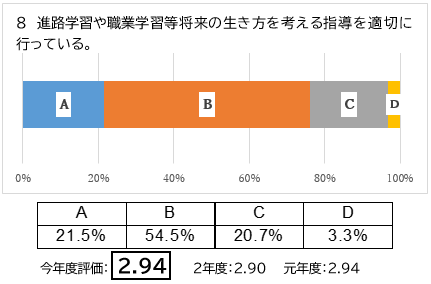 ８ 進路学習や職業学習等将来の生き方を考える指導を適切に
行っている。
A B C D
0% 20% 40% 60% 80% 100%
A B C D
21.5% 54.5% 20.7% 3.3%
今年度評価：2.94 2年度：2.90 元年度：2.94